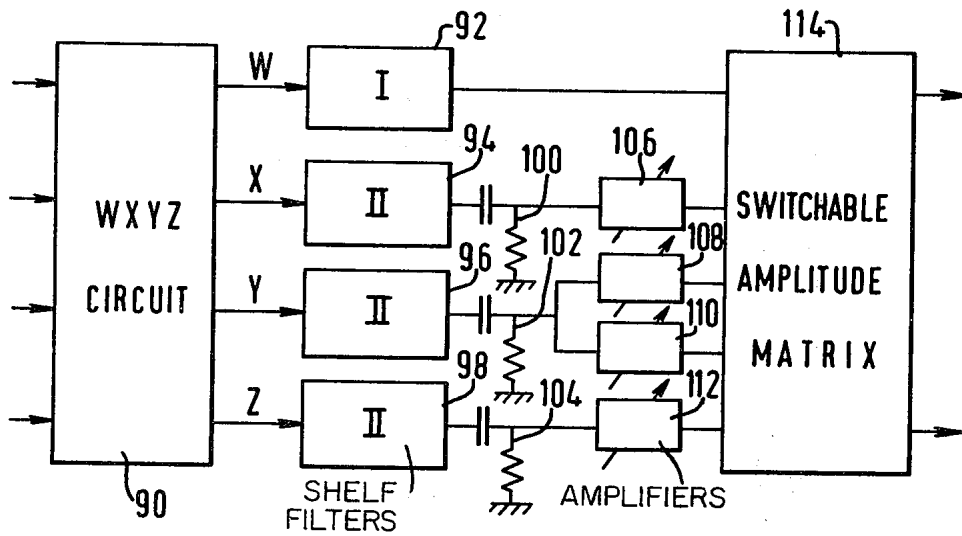 92
114
W
I
94
100
106
X
II
WXYZ
SWITCHABLE
102
108
96
CIRCUIT
Y
II
AMPLITUDE
110
98
MATRIX
Z
II
104
112
90
SHELF
FILTERS
AMPLIFIERS